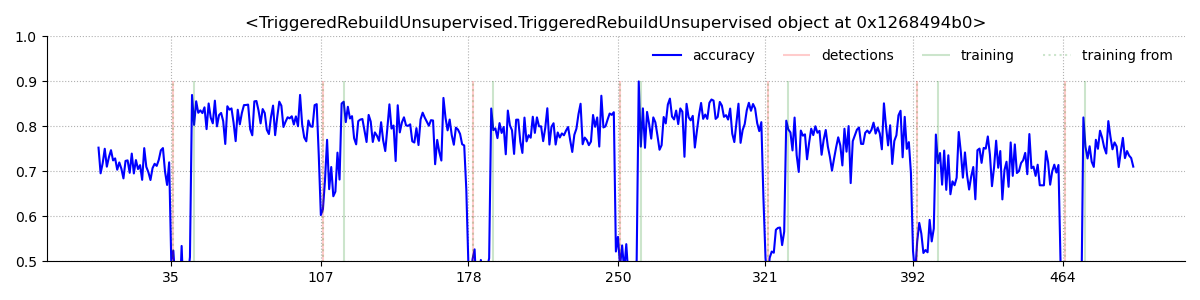 <TriggeredRebuildUnsupervised.TriggeredRebuildUnsupervised object at 0x1268494b0>
accuracy detections training training from
1.0
0.9
0.8
0.7
0.6
0.5
35 107 178 250 321 392 464